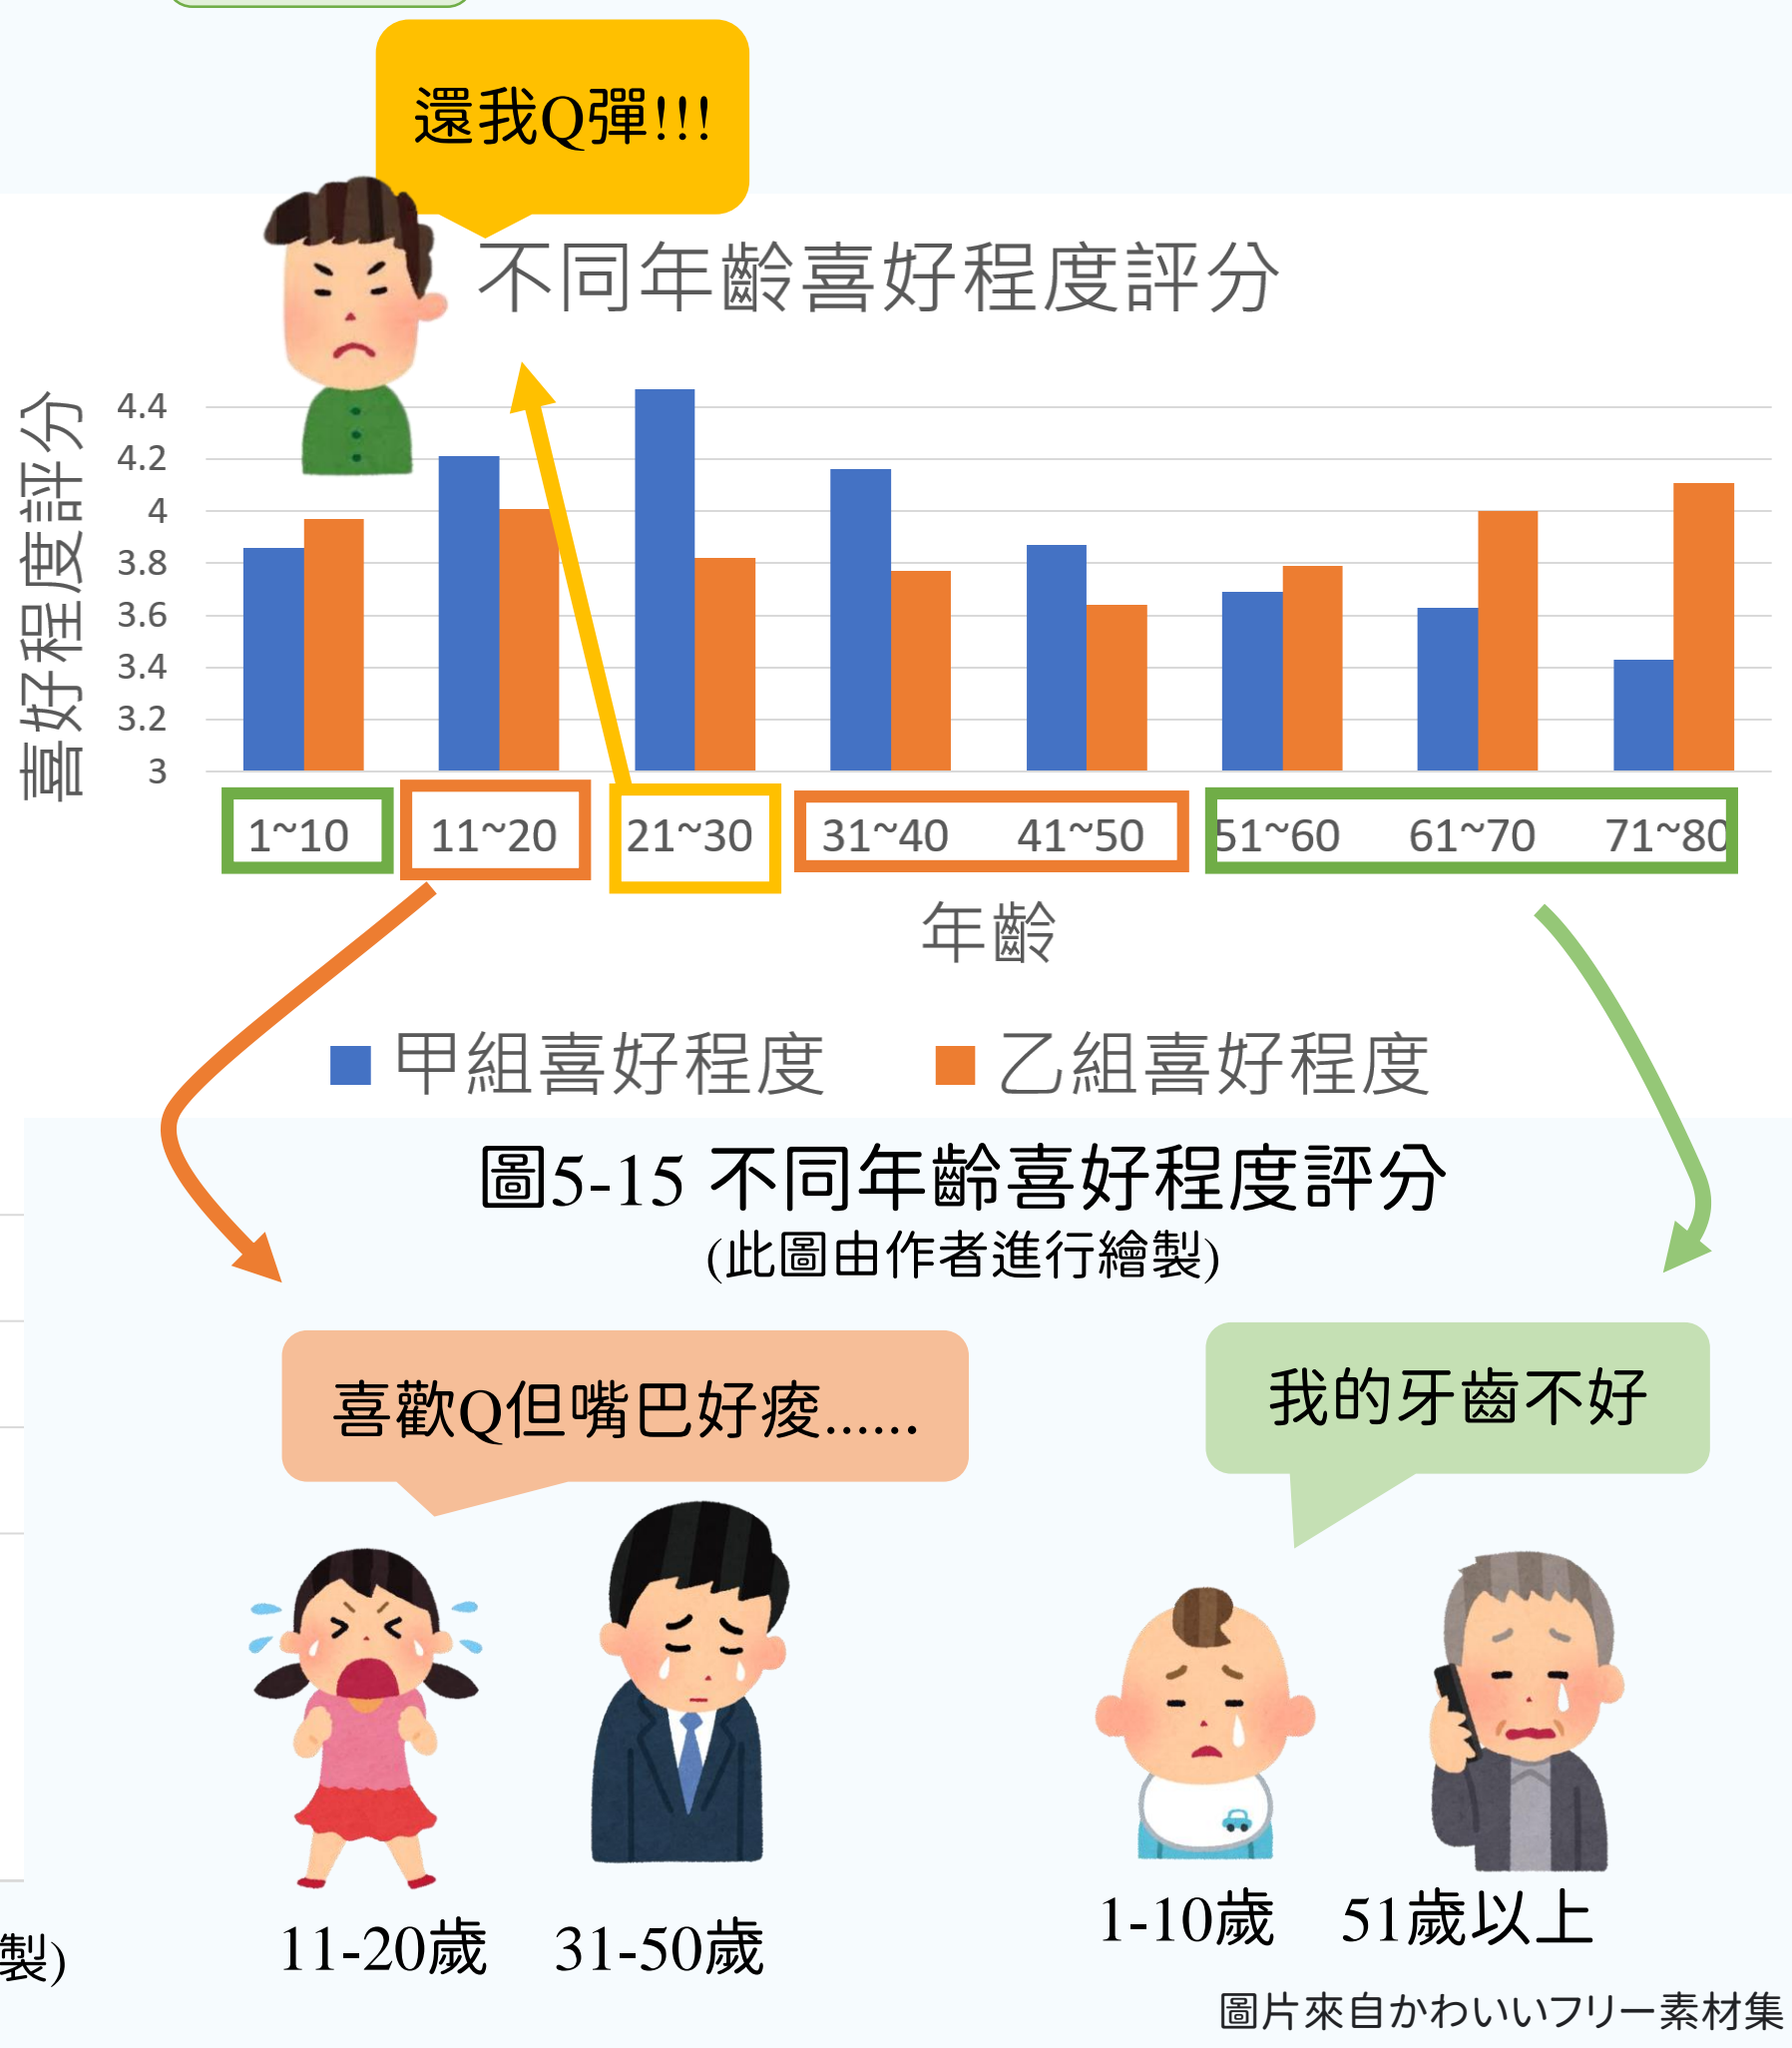 還我Q彈!!!
不同年齡喜好程度評分
喜好程度評分
4.4
4.2
4
3.8
3.6
3.4
3.2
3
1~10 11~20 21~30 31~40 41~50 51~60 61~70 71~80
年齡
甲組喜好程度 乙組喜好程度
圖5-15 不同年齡喜好程度評分
(此圖由作者進行繪製)
喜歡Q但嘴巴好痠......
我的牙齒不好
11-20歲 31-50歲
1-10歲 51歲以上
製)
圖片來自かわいいフリー素材集